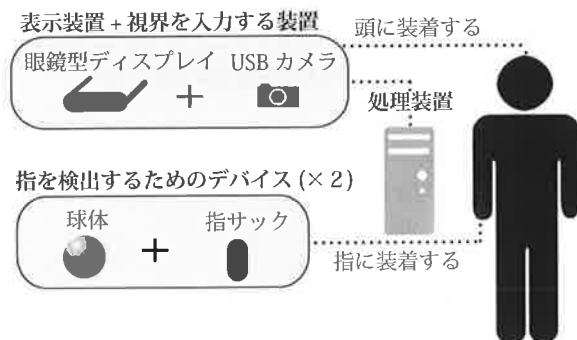 表示装置 + 視界を入力する装置
頭に装着する
眼鏡型ディスプレイ + USB カメラ
処理装置
指を検出するためのデバイス (× 2)
球体 + 指サック
指に装着する